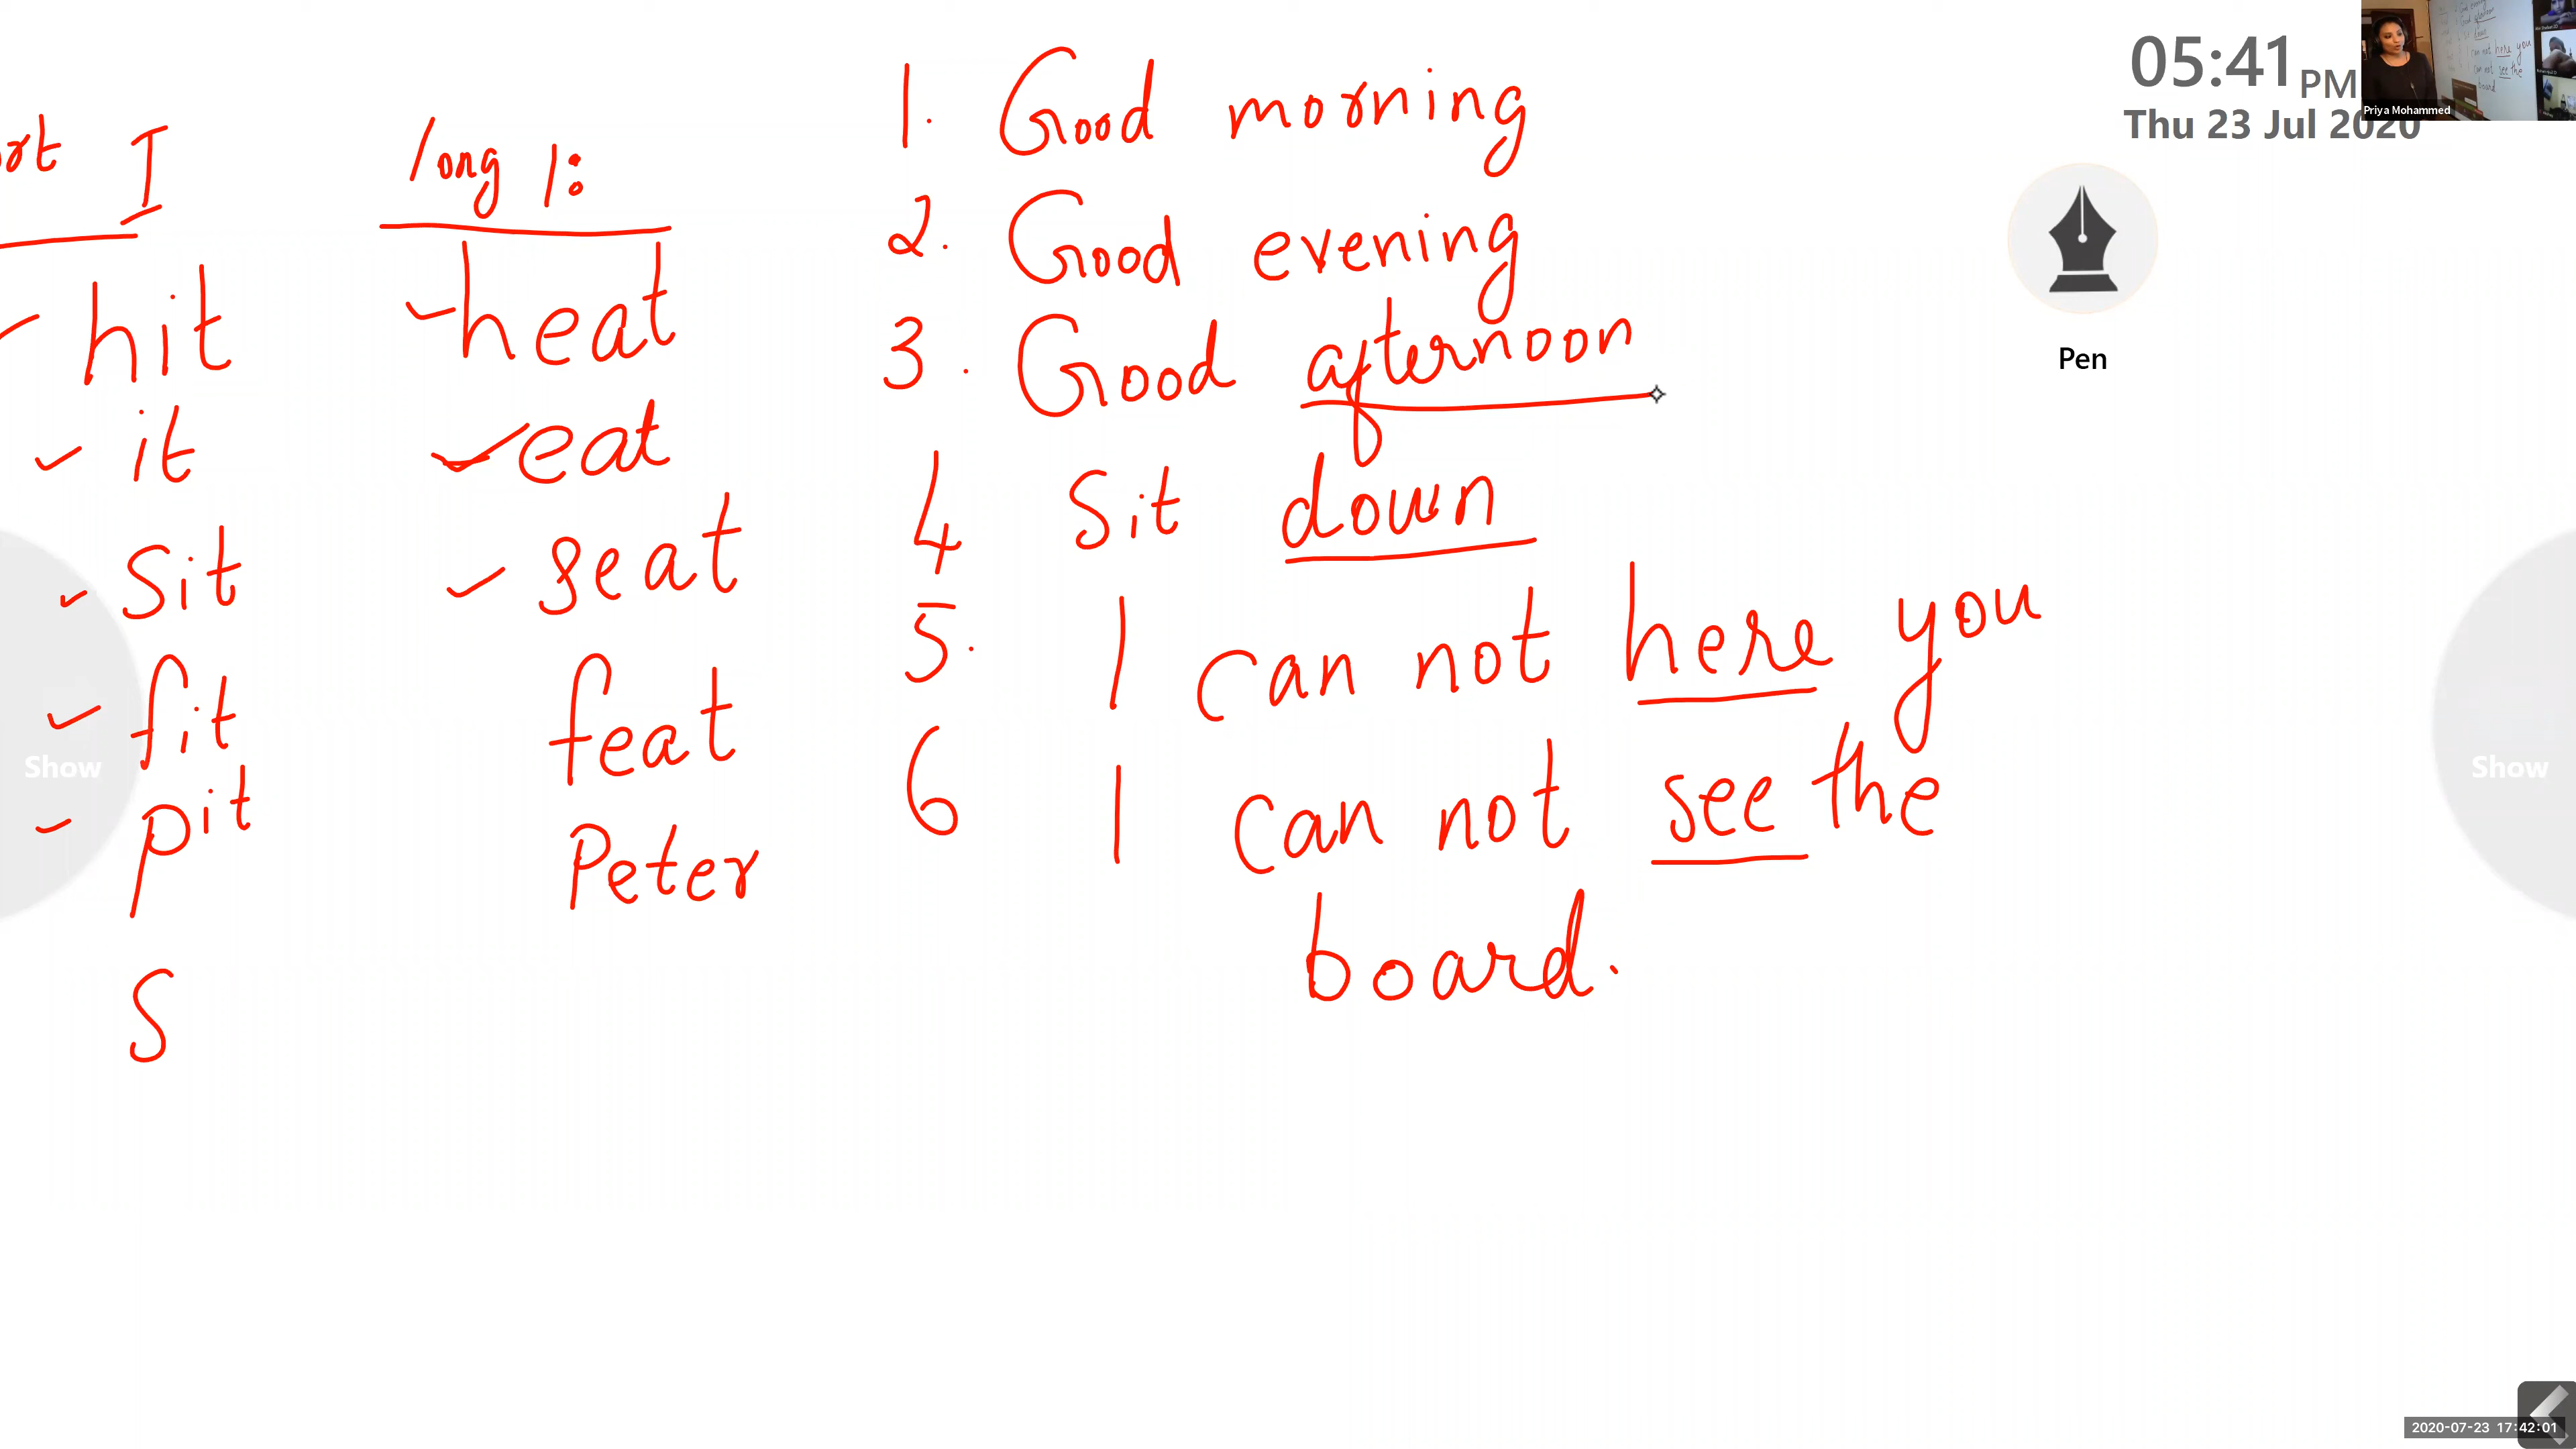 I
hit
it
sit
fit
pit
S
long i:
heat
eat
seat
feat
Peter
1. Good morning
2. Good evening
3. Good afternoon
4 Sit down
5. I can not here you
6 I can not see the
board.
05:41 PM
Thu 23 Jul 2020
Priya Mohammed
Pen
Show
Show
2020-07-23 17:42:01